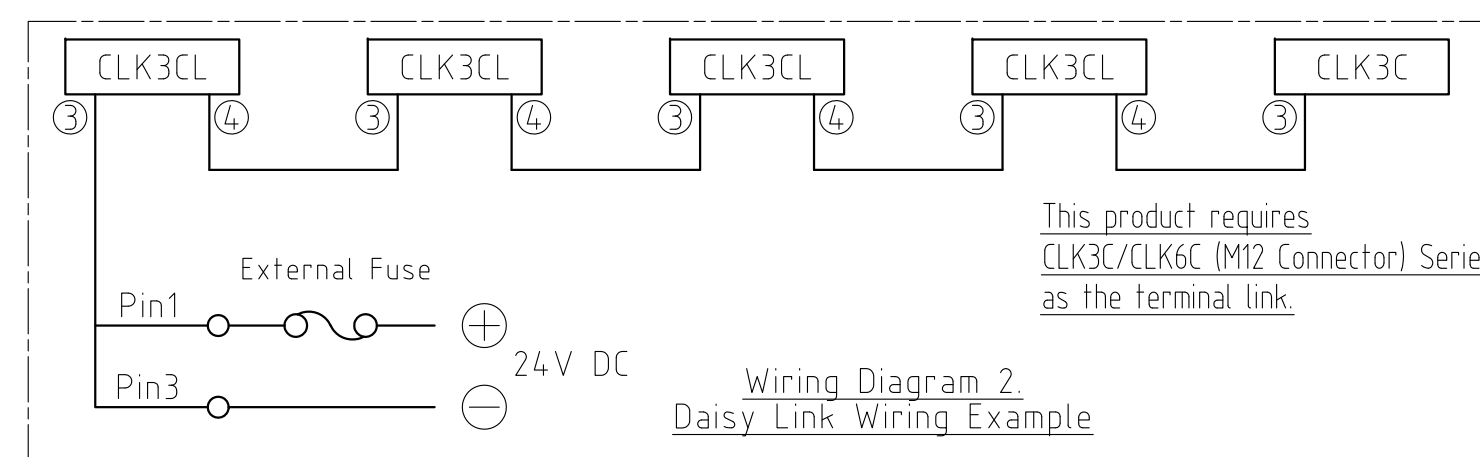 CLK3CL CLK3CL CLK3CL CLK3CL CLK3C
③ ④ ③ ④ ③ ④ ③ ④ ③
This product requires
CLK3C/CLK6C (M12 Connector) Serie
as the terminal link.
External Fuse
Pin1
+
24V DC
Pin3
−
Wiring Diagram 2.
Daisy Link Wiring Example